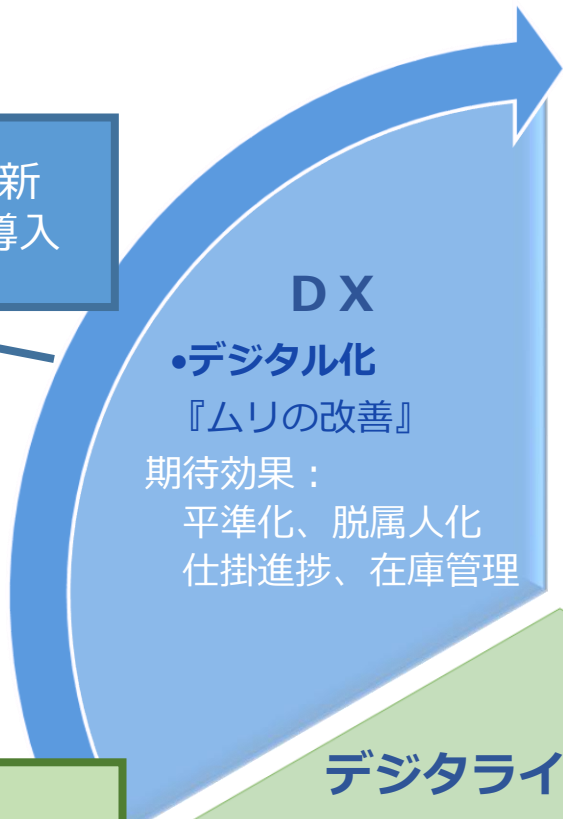 新
導入
ＤＸ
•デジタル化
『ムリの改善』
期待効果：
平準化、脱属人化
仕掛進捗、在庫管理
デジタライ